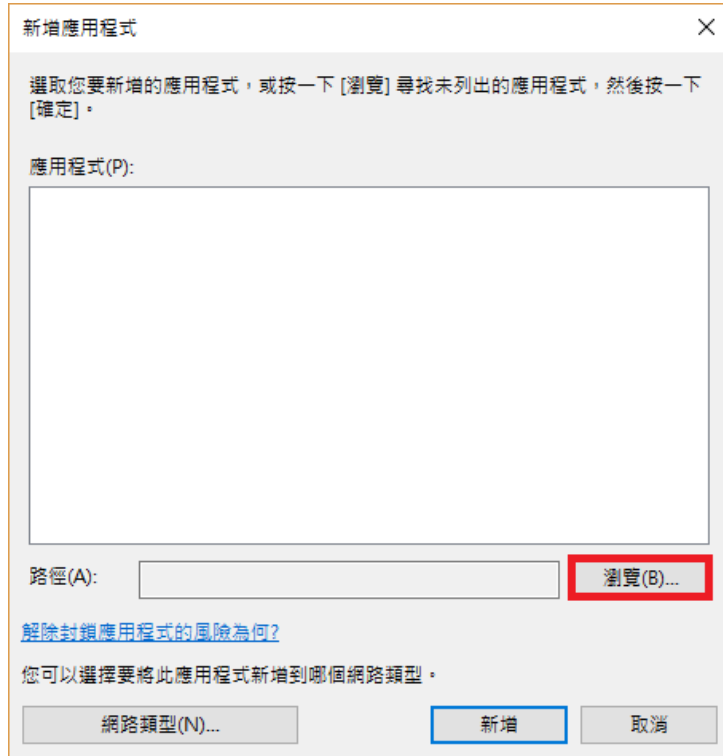 新增應用程式
選取您要新增的應用程式，或按一下 [瀏覽] 尋找未列出的應用程式，然後按一下
[確定]。
應用程式(P):
路徑(A):
瀏覽(B)...
解除封鎖應用程式的風險為何?
您可以選擇要將此應用程式新增到哪個網路類型。
網路類型(N)...
新增
取消